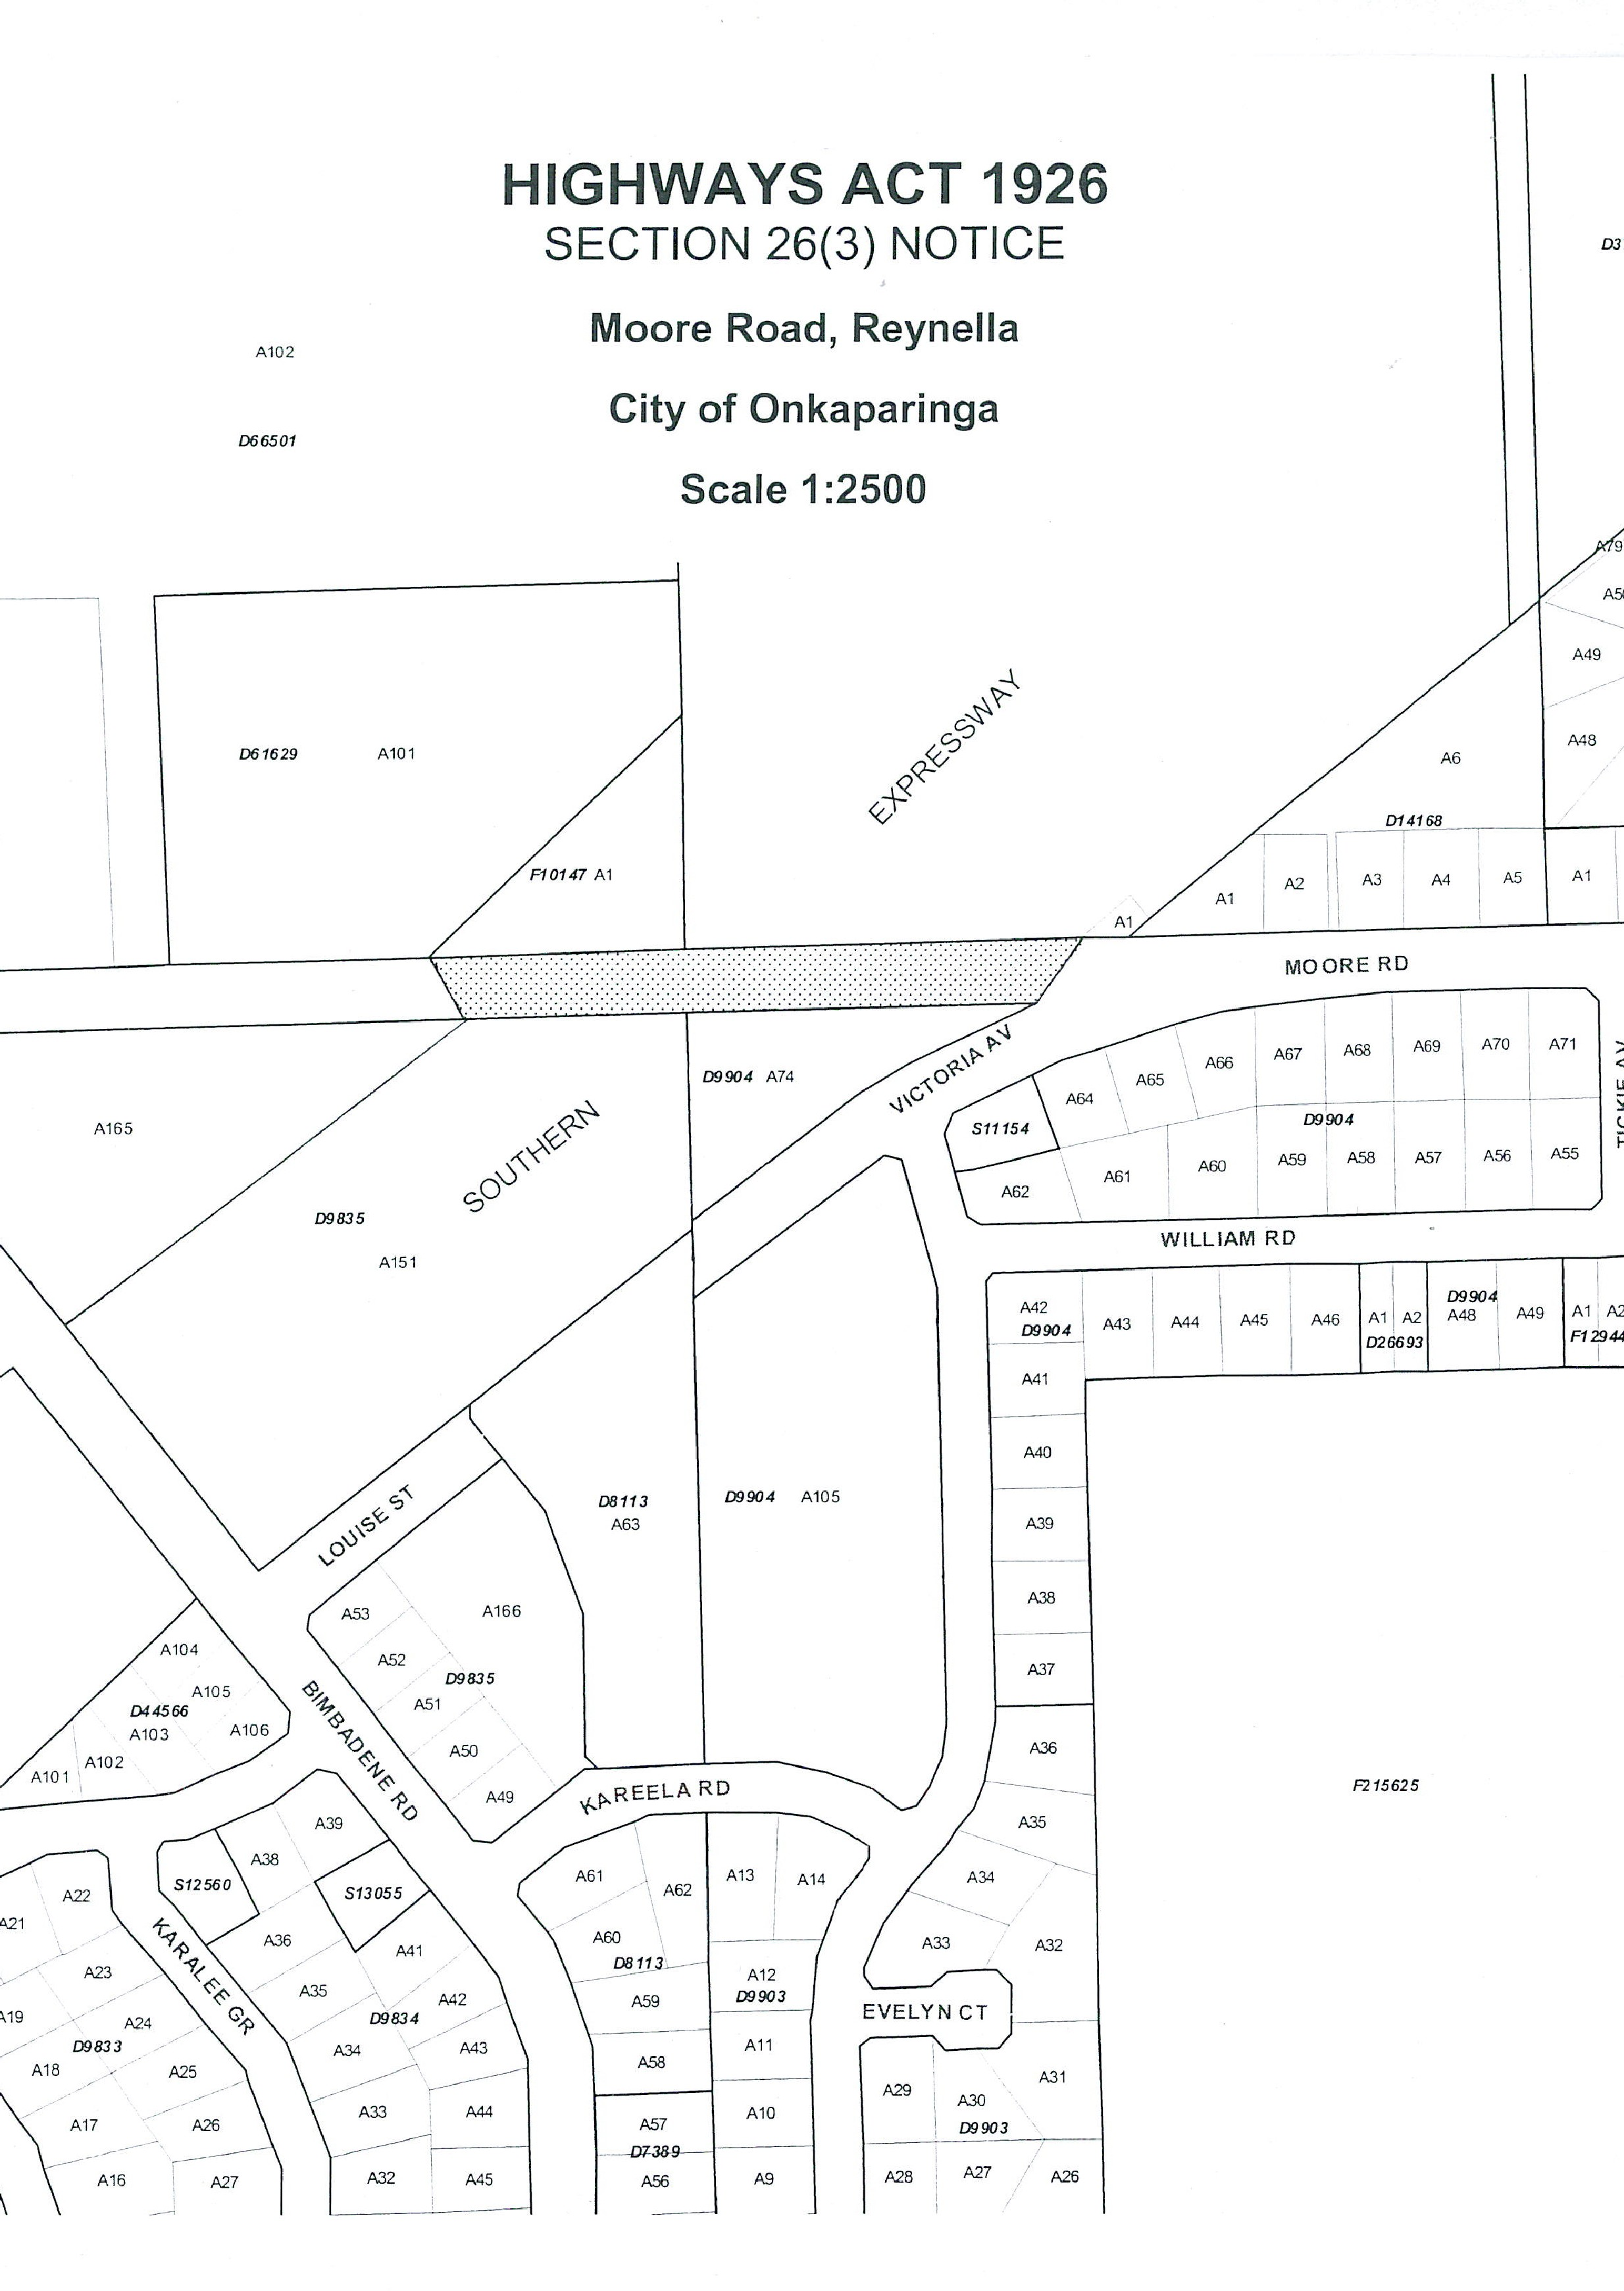 HIGHWAYS ACT 1926
SECTION 26(3) NOTICE
Moore Road, Reynella
City of Onkaparinga
Scale 1:2500
D3
A102
D66501
A79
A49
A48
D61629 A101
EXPRESSWAY
A6
D14168
F10147 A1
A1
A1
A2
A3
A4
A5
A1
MOORE RD
D9904 A74
VICTORIA AV
A165
SOUTHERN
D9835
A151
S11154
A64
A65
A66
A67
A68
A69
A70
A71
D9904
A62
A61
A60
A59
A58
A57
A56
A55
WILLIAM RD
A42
D9904
A43
A44
A45
A46
A1
A2
D26693
D9904
A48
A49
A1
A2
F12944
A41
A40
A39
A38
A37
A36
A35
A34
A33
A32
LOUISE ST
D8113
A63
D9904 A105
A53
A166
A52
D9835
A51
A50
A49
A104
A105
D44566
A103
A106
A102
A101
BIMBADENE RD
KAREELA RD
F215625
A39
A38
S12560
S13055
A22
A21
A36
A41
KARALEE GR
A23
A35
A42
A19
A24
D9834
D9833
A34
A43
A18
A25
A33
A44
A17
A26
A32
A45
A16
A27
A61
A62
A13
A14
A60
D8113
A12
D9903
A59
A11
A58
A10
A57
D7389
A56
A9
EVELYN CT
A29
A30
A31
D9903
A28
A27
A26